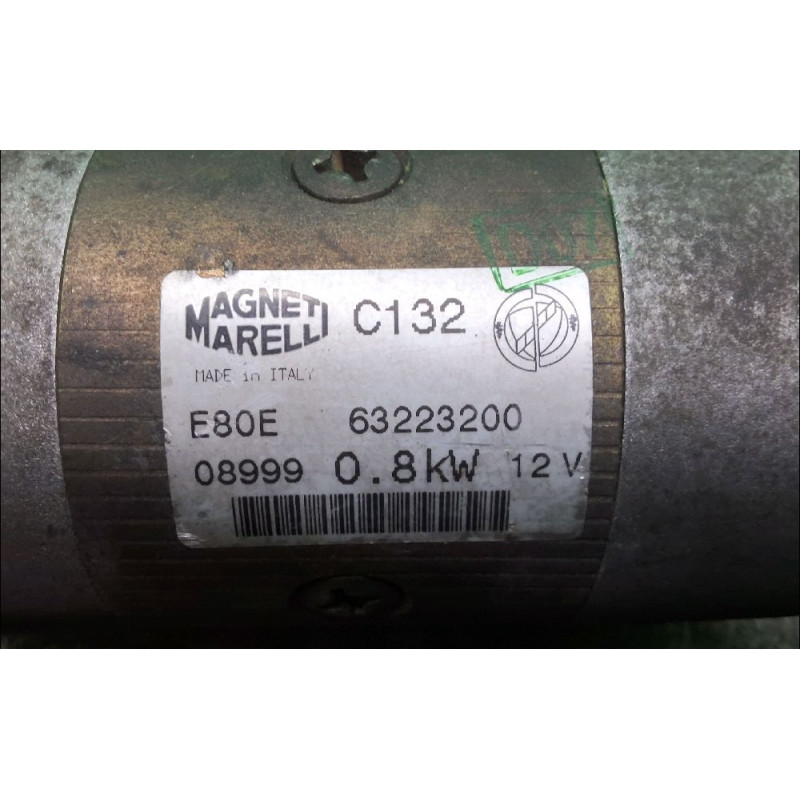 MAGNETI MARELLI C132
MADE in ITALY
E80E 63223200
08999 0.8kW 12V